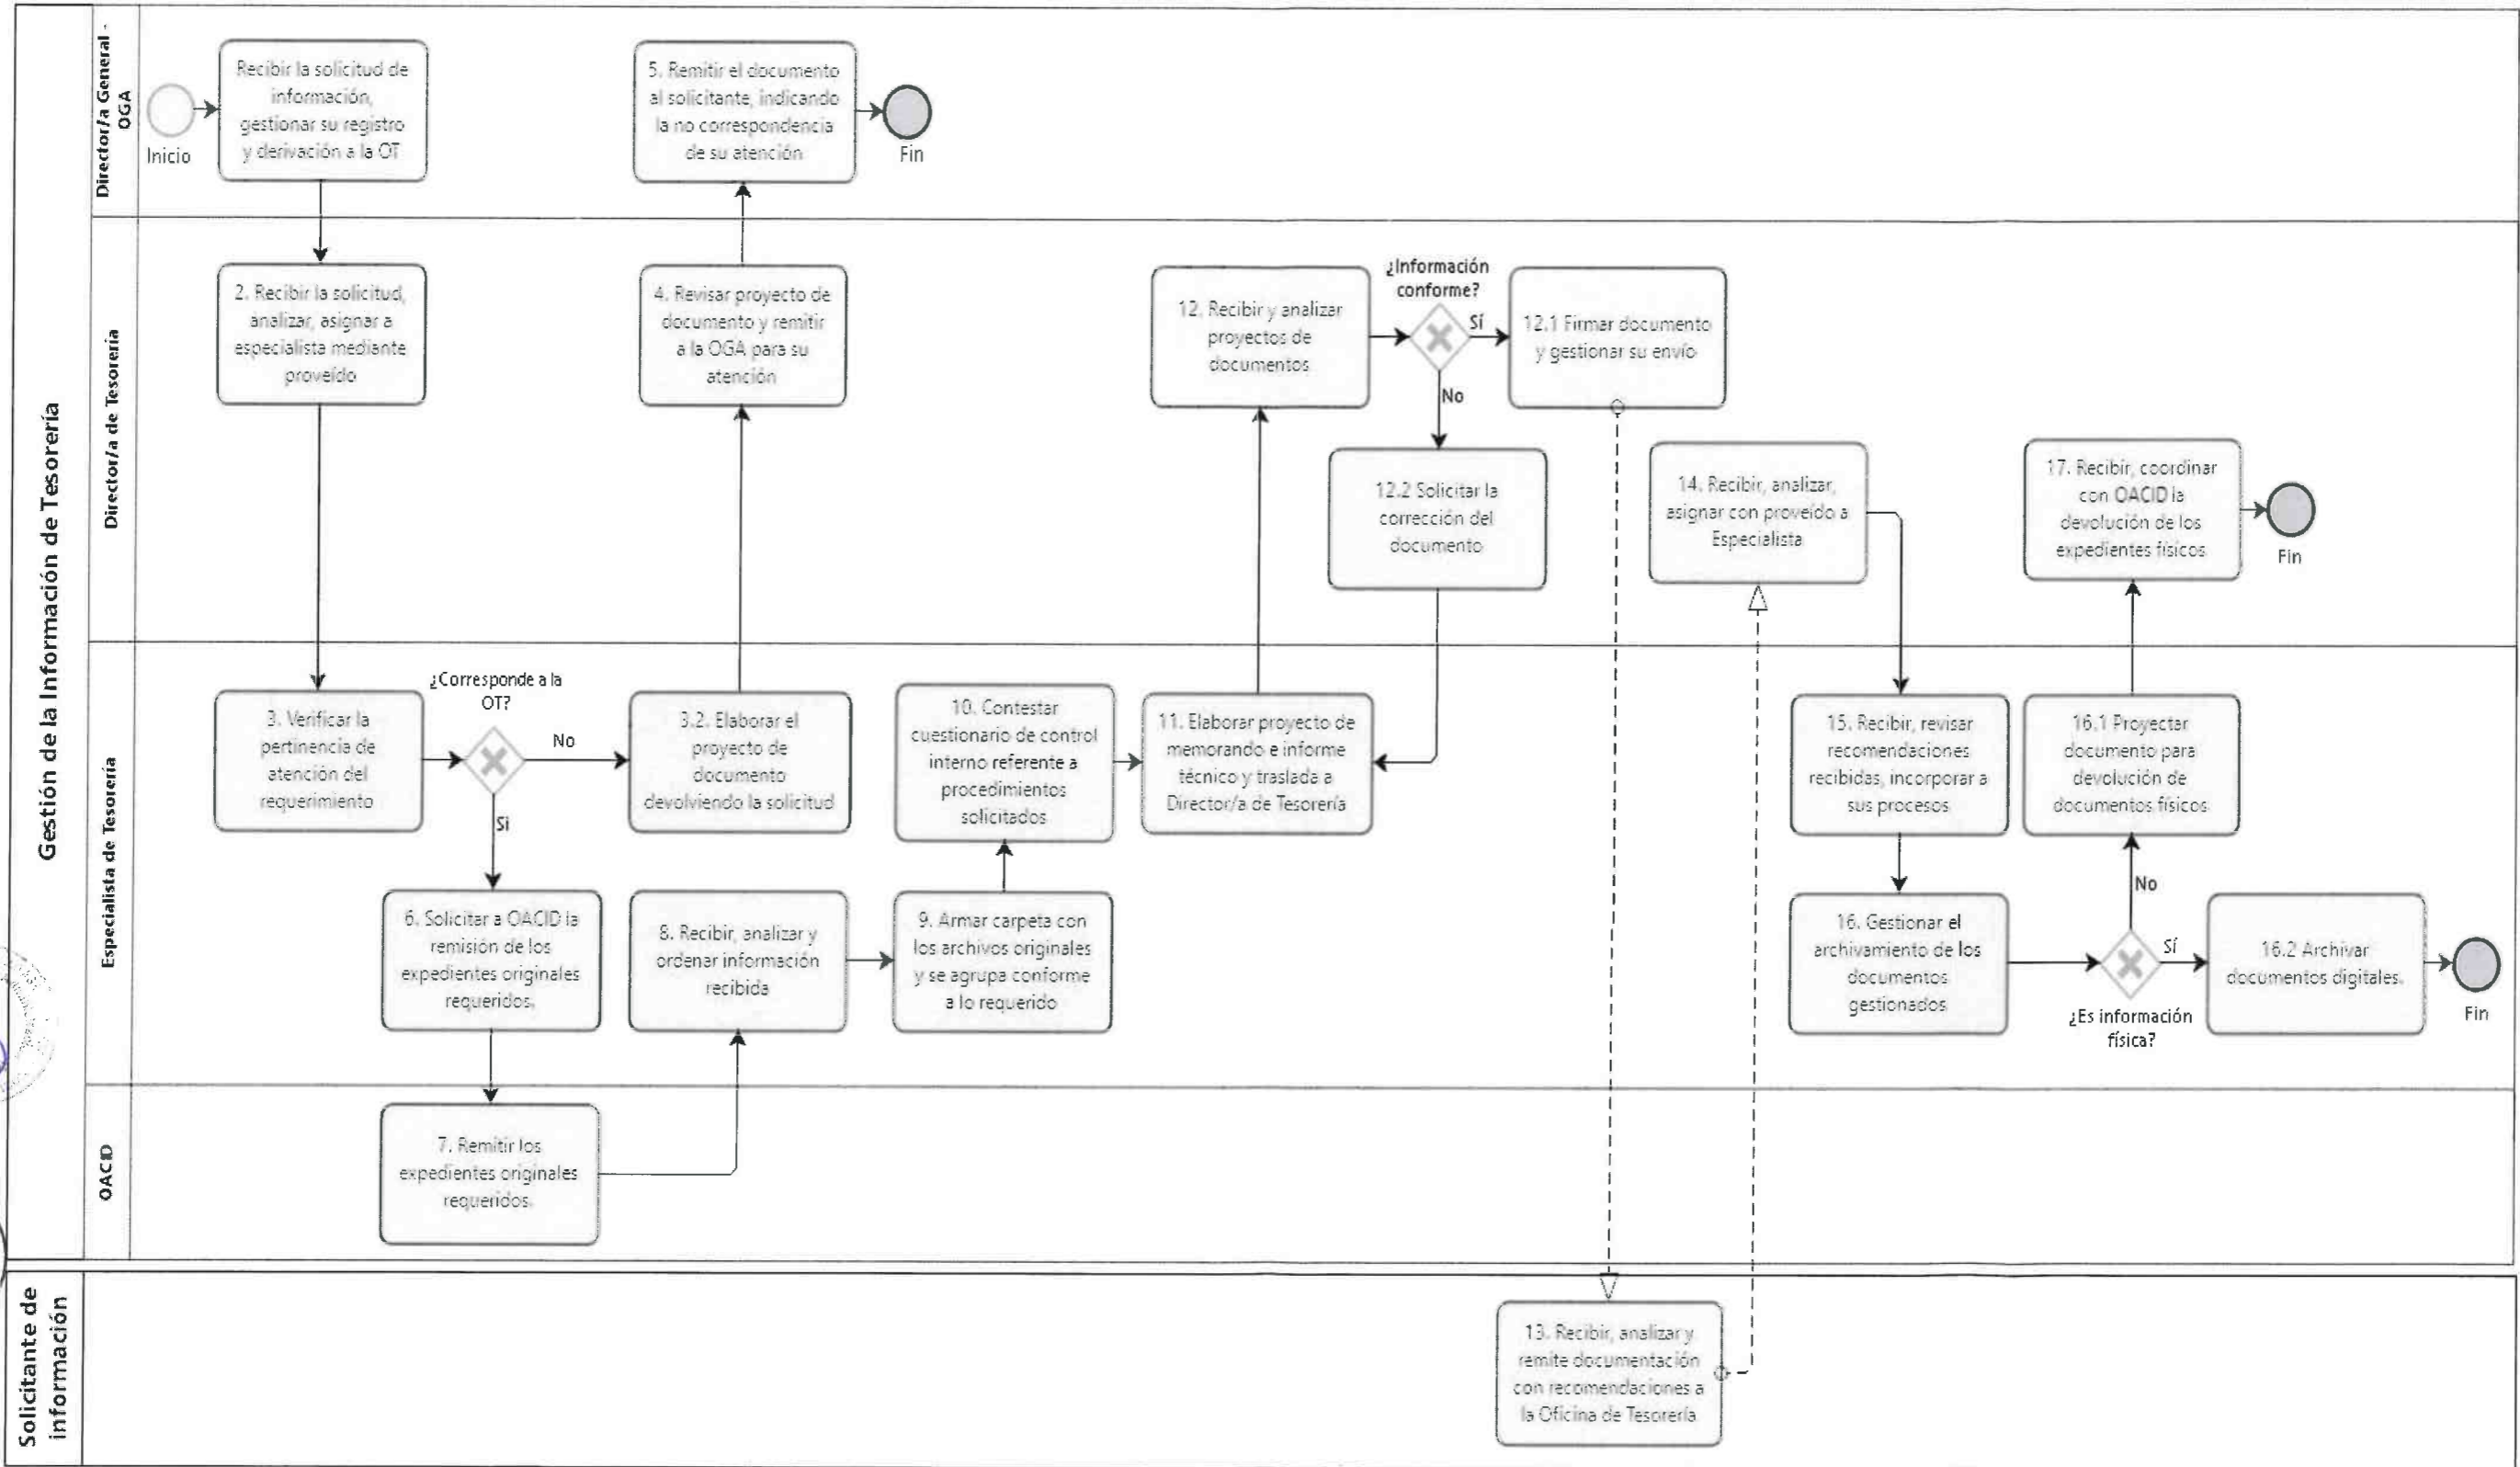 Gestión de la Información de Tesorería
Director/a General -
OGA
Inicio
Recibir la solicitud de
información,
gestionar su registro
y derivación a la OT
5. Remitir el documento
al solicitante, indicando
la no correspondencia
de su atención
Fin
Director/a de Tesorería
2. Recibir la solicitud,
analizar, asignar a
especialista mediante
proveído
4. Revisar proyecto de
documento y remitir
a la OGA para su
atención
12. Recibir y analizar
proyectos de
documentos
¿Información
conforme?
Sí
No
12.1 Firmar documento
y gestionar su envío
12.2 Solicitar la
corrección del
documento
14. Recibir, analizar,
asignar con proveído a
Especialista
17. Recibir, coordinar
con OACID la
devolución de los
expedientes físicos
Fin
Especialista de Tesorería
3. Verificar la
pertinencia de
atención del
requerimiento
¿Corresponde a la
OT?
No
Si
3.2. Elaborar el
proyecto de
documento
devolviendo la solicitud
10. Contestar
cuestionario de control
interno referente a
procedimientos
solicitados
11. Elaborar proyecto de
memorando e informe
técnico y traslada a
Director/a de Tesorería
15. Recibir, revisar
recomendaciones
recibidas, incorporar a
sus procesos
16.1 Proyectar
documento para
devolución de
documentos físicos
6. Solicitar a OACID la
remisión de los
expedientes originales
requeridos.
8. Recibir, analizar y
ordenar información
recibida
9. Armar carpeta con
los archivos originales
y se agrupa conforme
a lo requerido
16. Gestionar el
archivamiento de los
documentos
gestionados
No
Sí
¿Es información
física?
16.2 Archivar
documentos digitales.
Fin
OACID
7. Remitir los
expedientes originales
requeridos.
Solicitante de
información
13. Recibir, analizar y
remite documentación
con recomendaciones a
la Oficina de Tesorería